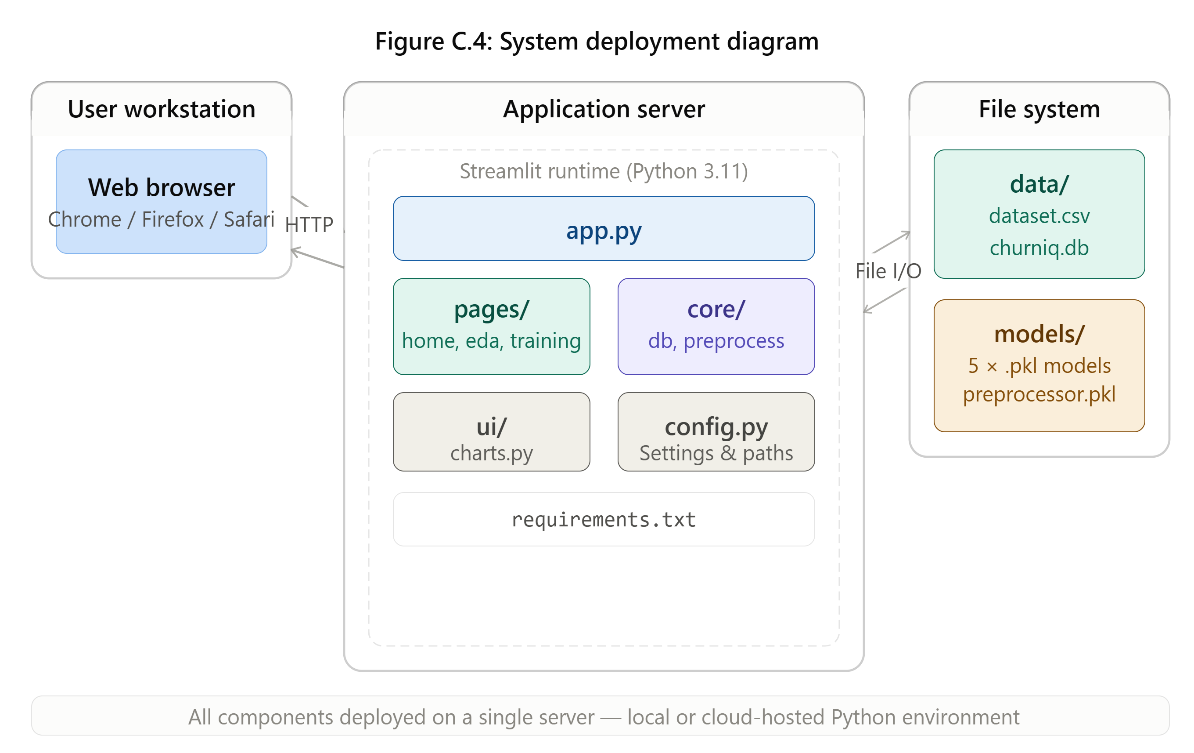 Figure C.4: System deployment diagram
User workstation
Web browser
Chrome / Firefox / Safari
HTTP
Application server
Streamlit runtime (Python 3.11)
app.py
pages/
home, eda, training
core/
db, preprocess
ui/
charts.py
config.py
Settings & paths
requirements.txt
File I/O
File system
data/
dataset.csv
churniq.db
models/
5 × .pkl models
preprocessor.pkl
All components deployed on a single server — local or cloud-hosted Python environment